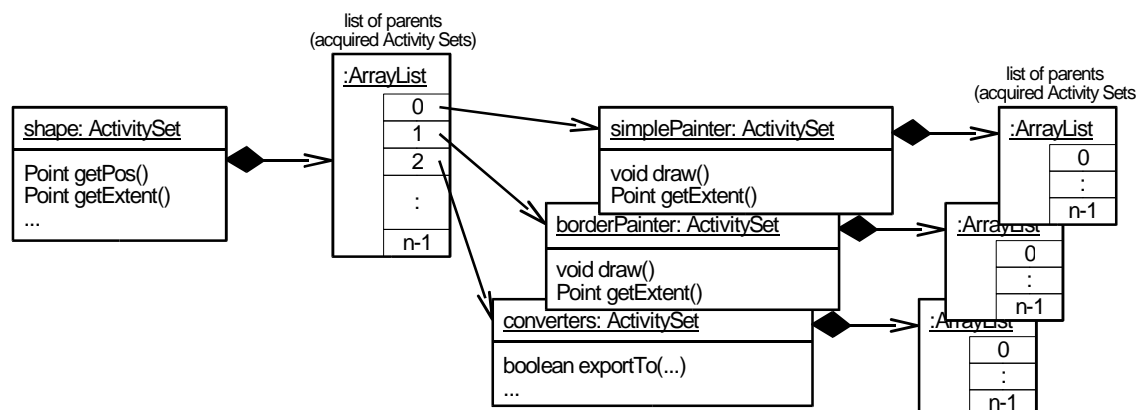 list of parents
(acquired Activity Sets)
:ArrayList
0
1
2
:
n-1
shape: ActivitySet
Point getPos()
Point getExtent()
...
simplePainter: ActivitySet
void draw()
Point getExtent()
borderPainter: ActivitySet
void draw()
Point getExtent()
converters: ActivitySet
boolean exportTo(...)
...
list of parents
(acquired Activity Sets
:ArrayList
0
:
n-1
:ArrayList
0
:
n-1
:ArrayList
0
:
n-1